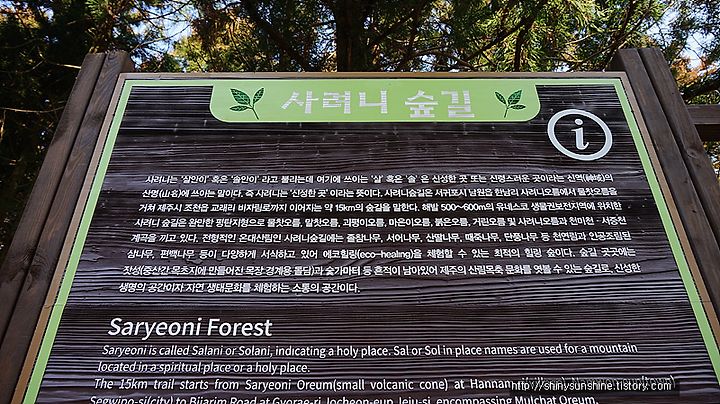 사려니 숲길
i
사려니는 '살안이' 혹은 '솔안이' 라고 불리는데 여기에 쓰이는 '살' 혹은 '솔' 은 신성한 곳 또는 신령스러운 곳이라는 신역(神域)의
산명(山名)에 쓰이는 말이다. 즉 사려니는 '신성한 곳' 이라는 뜻이다. 사려니숲길은 서귀포시 남원읍 한남리 사려니오름에서 물찻오름을
거쳐 제주시 조천읍 교래리 비자림로까지 이어지는 약 15km의 숲길을 말한다. 해발 500~600m의 유네스코 생물권보전지역에 위치한
사려니 숲길은 완만한 평탄지형으로 물찻오름, 말찻오름, 괴평이오름, 마은이오름, 붉은오름, 거린오름 및 사려니오름과 천미천 · 서중천
계곡을 끼고 있다. 전형적인 온대산림인 사려니숲길에는 졸참나무, 서어나무, 산딸나무, 때죽나무, 단풍나무 등 천연림과 인공조림된
삼나무, 편백나무 등이 다양하게 서식하고 있어 에코힐링(eco-healing)을 체험할 수 있는 최적의 힐링 숲이다. 숲길 곳곳에는
잣성(중산간 목초지에 만들어진 목장 경계용 돌담)과 숯가마터 등 흔적이 남아있어 제주의 산림목축 문화를 엿볼 수 있는 숲길로, 신성한
생명의 공간이자 자연 생태문화를 체험하는 소통의 공간이다.
Saryeoni Forest
Saryeoni is called Salani or Solani, indicating a holy place. Sal or Sol in place names are used for a mountain
located in a spiritual place or a holy place.
The 15km trail starts from Saryeoni Oreum(small volcanic cone) at Hannam
http://shinysunshine.tistory.com
Segwipo-si(city) to Bijarim Road at Gyorae-ri, Jocheon-eup, Jeju-si, encompassing Mulchat Oreum.